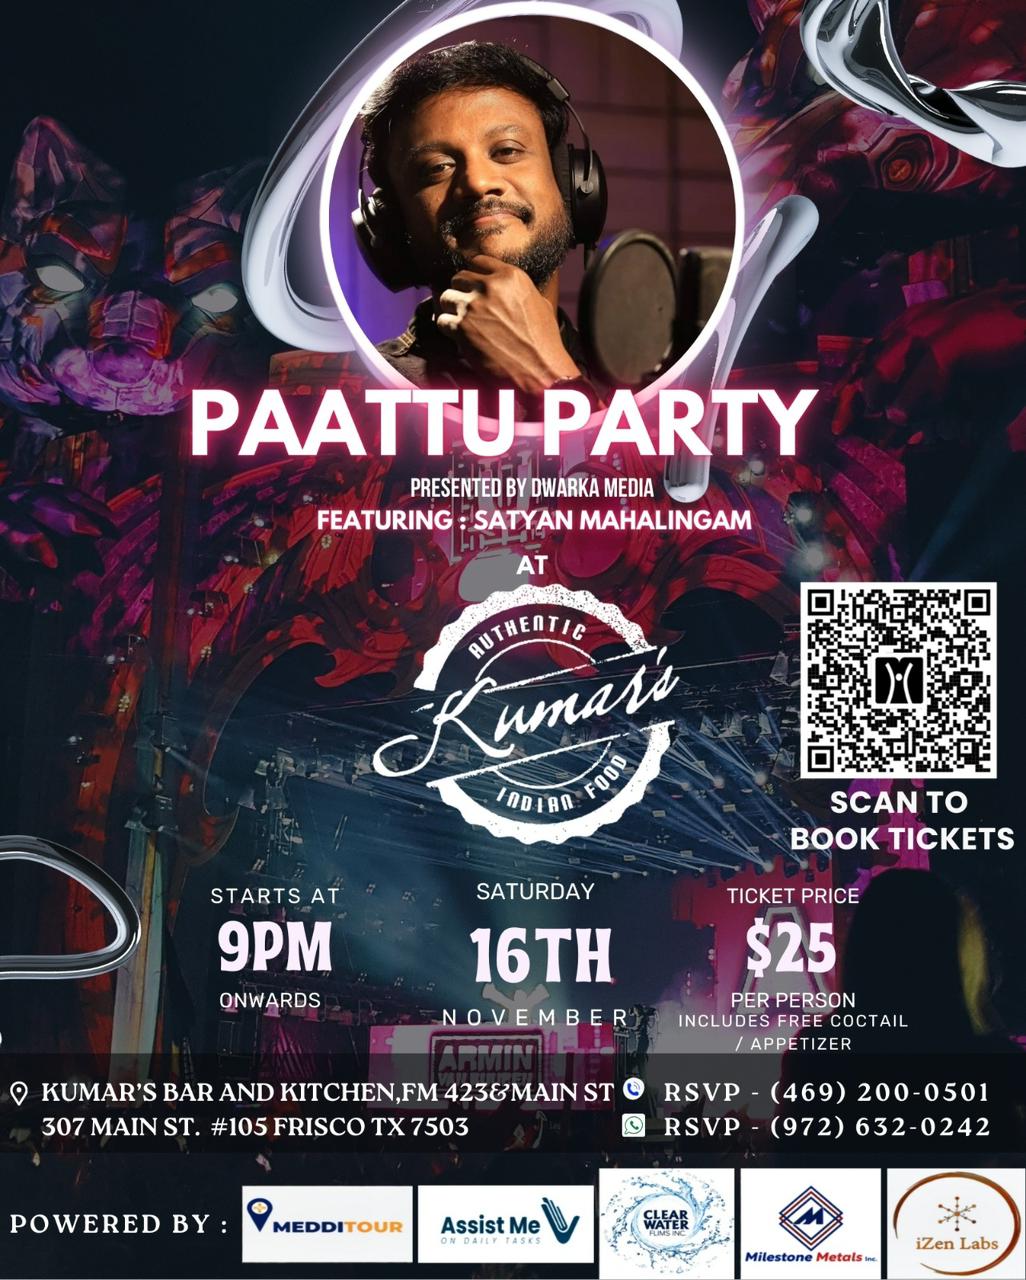 PAATTU PARTY
PRESENTED BY DWARKA MEDIA
FEATURING : SATYAN MAHALINGAM
AT
AUTHENTIC
Kumar's
INDIAN FOOD
SCAN TO
BOOK TICKETS
STARTS AT
9PM
ONWARDS
SATURDAY
16TH
NOVEMBER
TICKET PRICE
$25
PER PERSON
INCLUDES FREE COCTAIL
/ APPETIZER
ARMIN
KUMAR'S BAR AND KITCHEN,FM 423&MAIN ST
307 MAIN ST. #105 FRISCO TX 7503
RSVP - (469) 200-0501
RSVP - (972) 632-0242
POWERED BY :
MEDDITOUR
Assist Me
ON DAILY TASKS
CLEAR
WATER
FLIMS INC.
Milestone Metals Inc.
iZen Labs